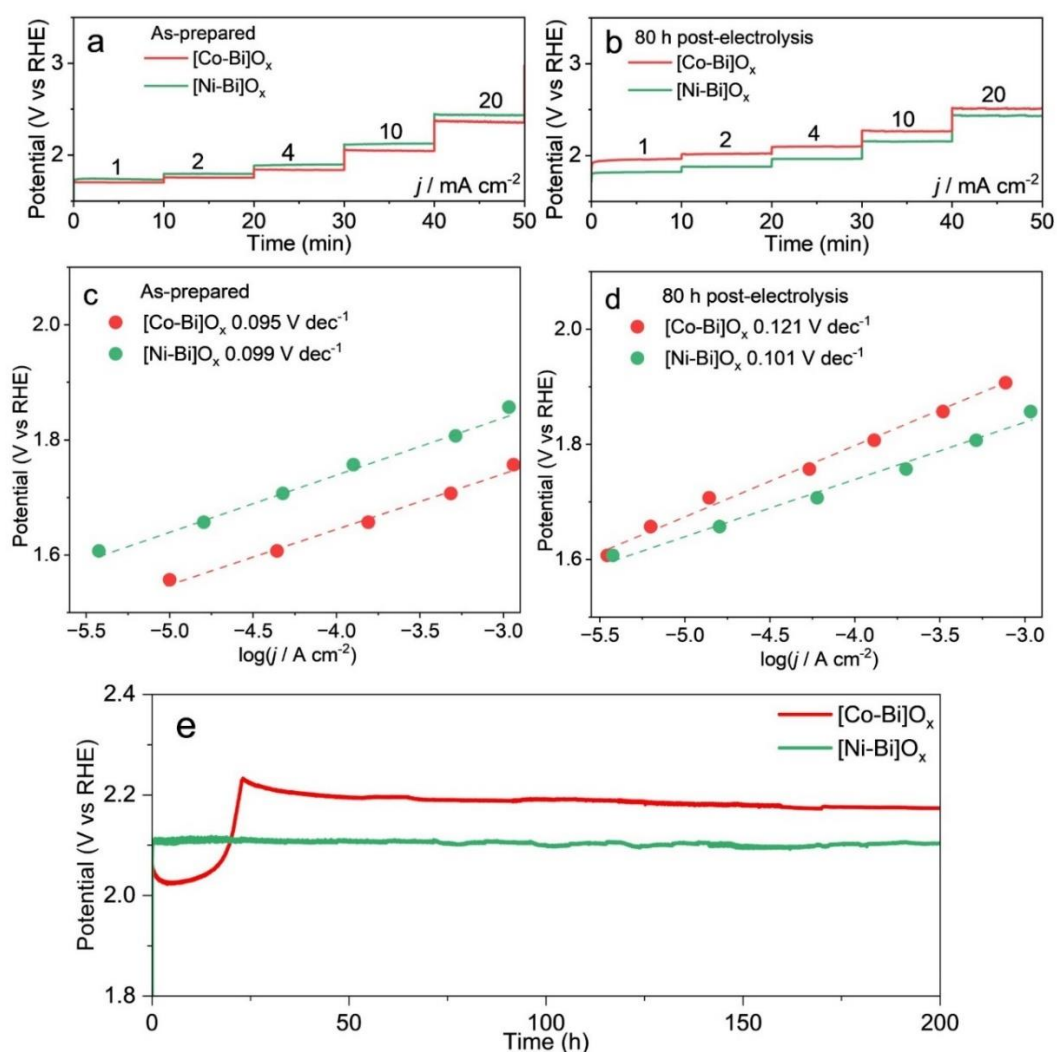 a
As-prepared
[Co-Bi]Oₓ
[Ni-Bi]Oₓ
3
2
1
2
4
10
20
j / mA cm⁻²
0 10 20 30 40 50
Time (min)
Potential (V vs RHE)
b
80 h post-electrolysis
[Co-Bi]Oₓ
[Ni-Bi]Oₓ
3
2
1
2
4
10
20
j / mA cm⁻²
0 10 20 30 40 50
Time (min)
Potential (V vs RHE)
c
As-prepared
[Co-Bi]Oₓ 0.095 V dec⁻¹
[Ni-Bi]Oₓ 0.099 V dec⁻¹
2.0
1.8
1.6
−5.5 −5.0 −4.5 −4.0 −3.5 −3.0
log(j / A cm⁻²)
Potential (V vs RHE)
d
80 h post-electrolysis
[Co-Bi]Oₓ 0.121 V dec⁻¹
[Ni-Bi]Oₓ 0.101 V dec⁻¹
2.0
1.8
1.6
−5.5 −5.0 −4.5 −4.0 −3.5 −3.0
log(j / A cm⁻²)
Potential (V vs RHE)
e
[Co-Bi]Oₓ
[Ni-Bi]Oₓ
2.4
2.2
2.0
1.8
0 50 100 150 200
Time (h)
Potential (V vs RHE)